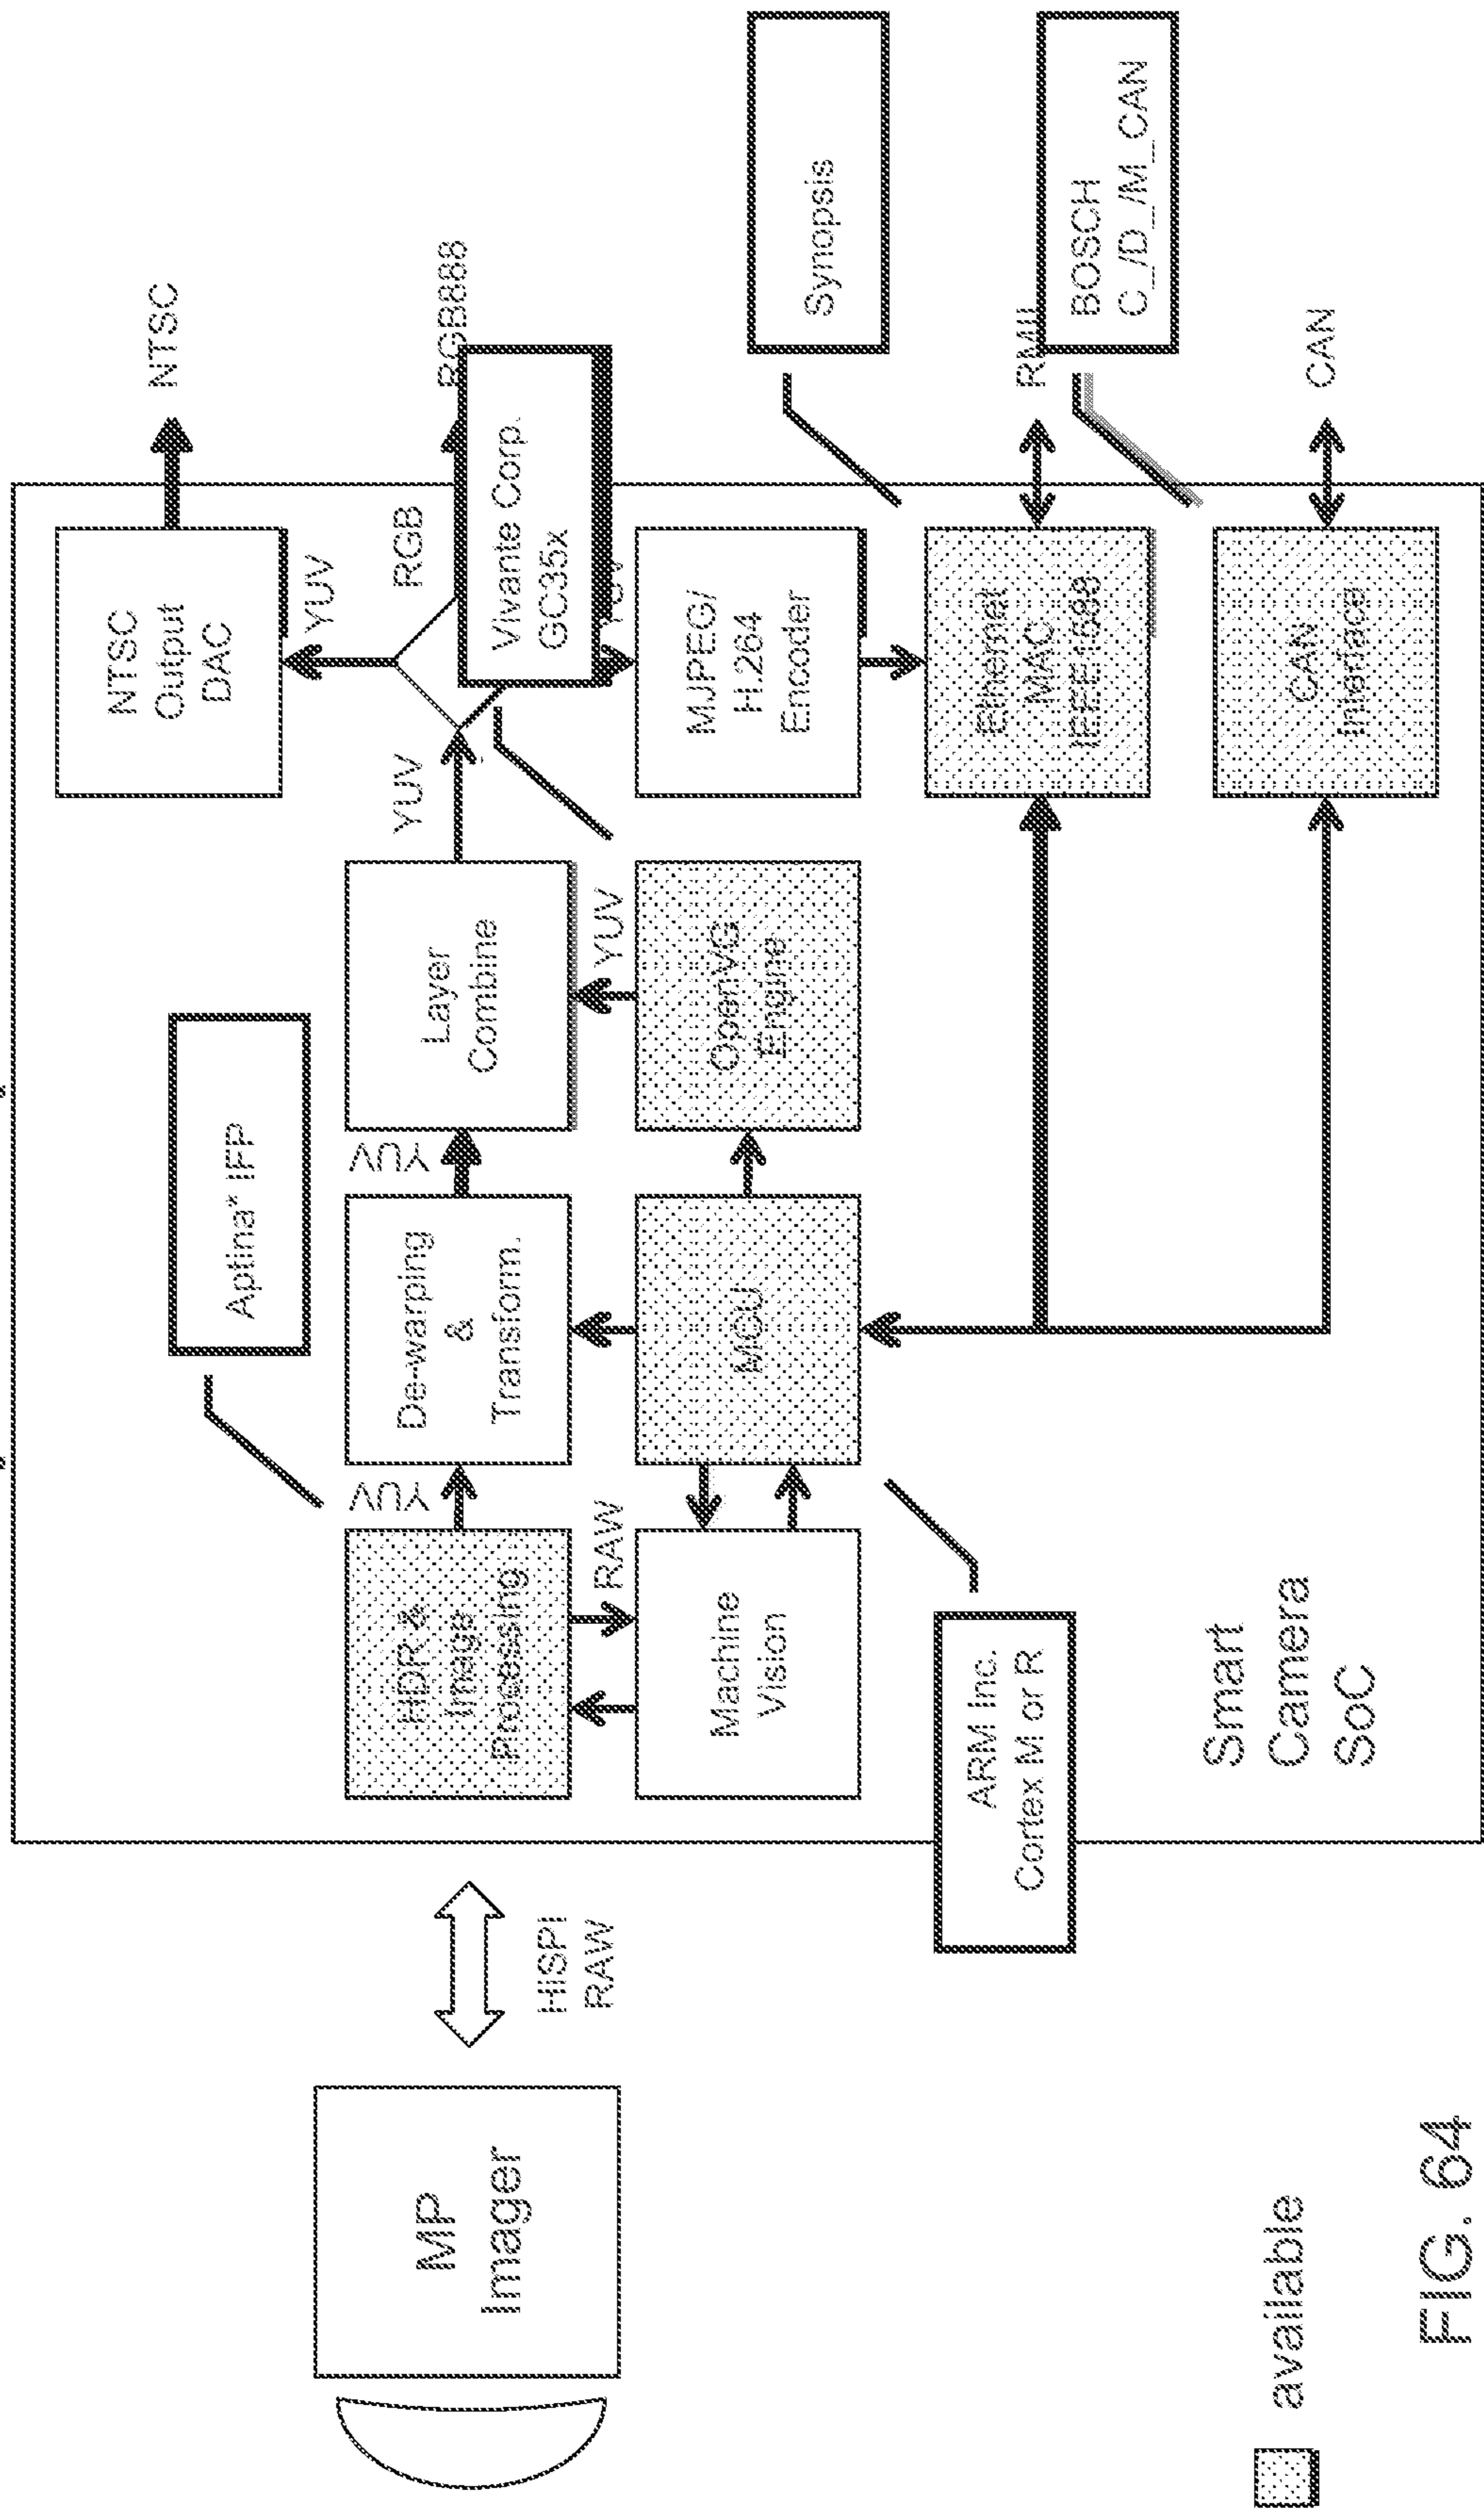 NTSC
RGB888
Synopsis
BOSCH
C_/D_/M_CAN
RMII
CAN
NTSC
Output
DAC
YUV
RGB
Vivante Corp.
GC35x
YUV
MJPEG/
H.264
Encoder
Ethernet
MAC
IEEE1588
CAN
Interface
YUV
Layer
Combine
YUV
OpenVG
Engine
Aptina* IFP
YUV
De-warping
&
Transform.
MCU
YUV
HDR &
Image
Processing
RAW
Machine
Vision
ARM Inc.
Cortex M or R
Smart
Camera
SoC
HiSPI
RAW
MP
Imager
available
FIG. 64